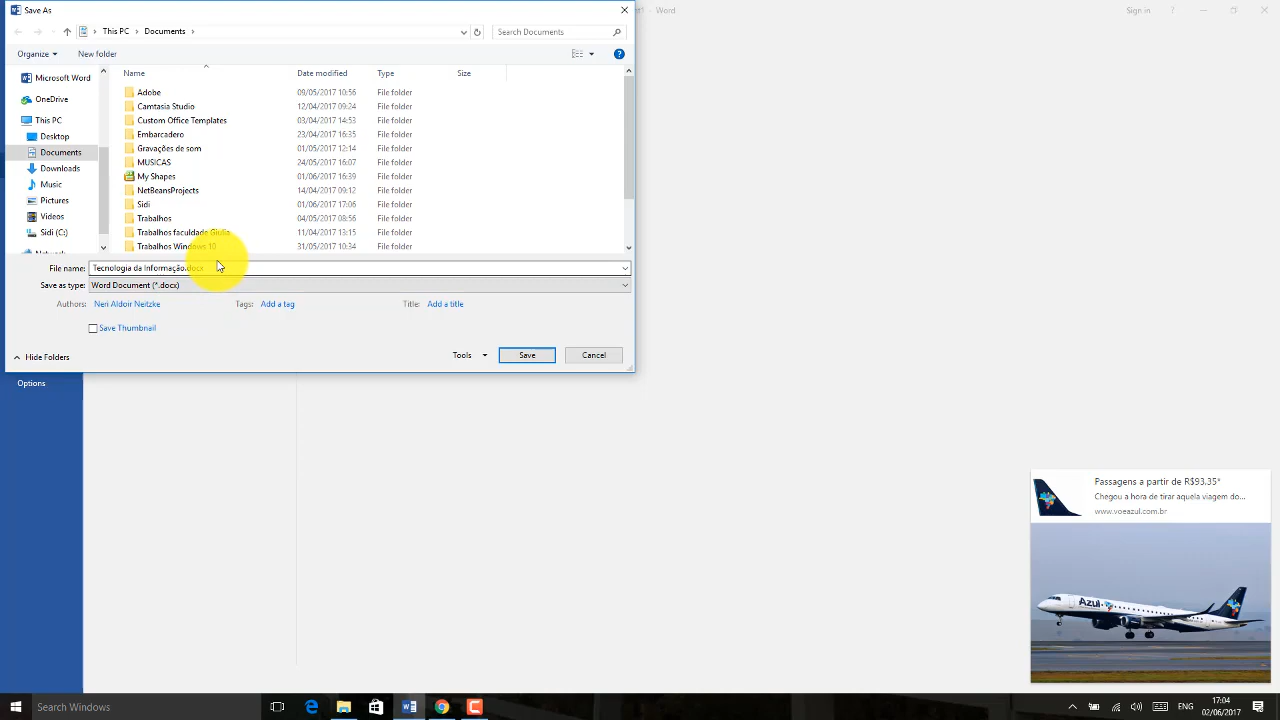 Save As
t1 - Word
Sign in
?
This PC > Documents >
Search Documents
Organize
New folder
?
Name
Date modified
Type
Size
Microsoft Word
OneDrive
This PC
Desktop
Documents
Downloads
Music
Pictures
Videos
Sidi (C:)
Adobe 09/05/2017 10:56 File folder
Camtasia Studio 12/04/2017 09:24 File folder
Custom Office Templates 03/04/2017 14:53 File folder
Embarcadero 23/04/2017 16:35 File folder
Gravações de som 01/05/2017 12:14 File folder
MUSICAS 24/05/2017 16:07 File folder
My Shapes 01/06/2017 16:39 File folder
NetBeansProjects 14/04/2017 09:12 File folder
Sidi 01/06/2017 17:06 File folder
Trabalhos 04/05/2017 08:56 File folder
Trabalhos faculdade Giulia 11/04/2017 13:15 File folder
Trabalhos Windows 10 31/05/2017 10:34 File folder
File name: Tecnologia da Informação.docx
Save as type: Word Document (*.docx)
Authors: Neri Aldoir Neitzke
Tags: Add a tag
Title: Add a title
Save Thumbnail
Hide Folders
Tools
Save
Cancel
Options
Passagens a partir de R$93,35*
Chegou a hora de tirar aquela viagem do...
www.voeazul.com.br
Azul
Search Windows
ENG
17:04
02/06/2017